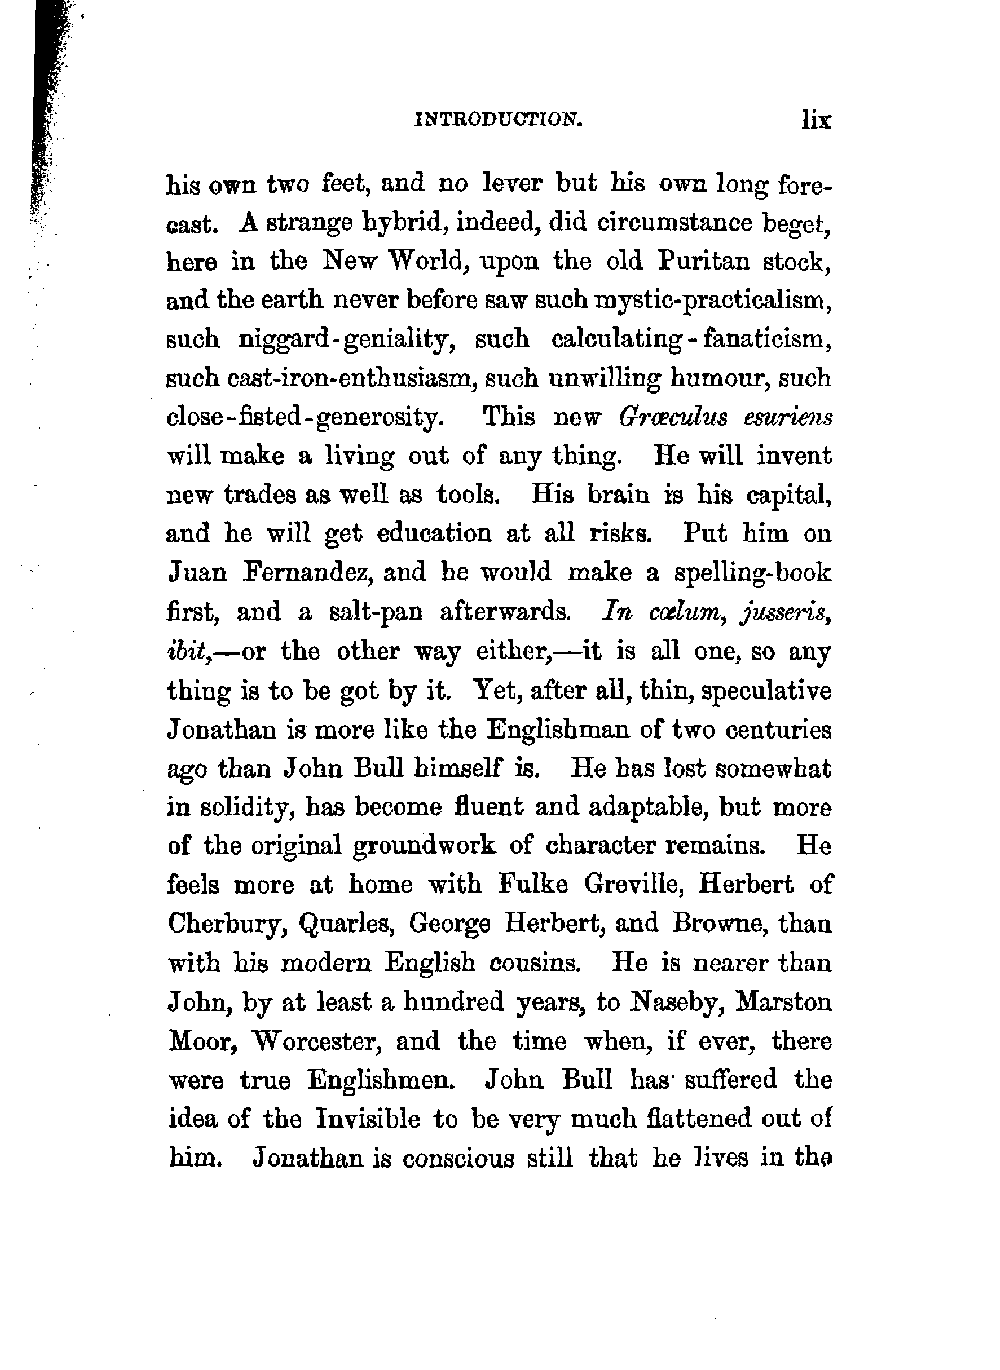 INTRODUCTION. lix
his own two feet, and no lever but his own long fore-
cast. A strange hybrid, indeed, did circumstance beget,
here in the New World, upon the old Puritan stock,
and the earth never before saw such mystic-practicalism,
such niggard-geniality, such calculating-fanaticism,
such cast-iron-enthusiasm, such unwilling humour, such
close-fisted-generosity. This new Græculus esuriens
will make a living out of any thing. He will invent
new trades as well as tools. His brain is his capital,
and he will get education at all risks. Put him on
Juan Fernandez, and he would make a spelling-book
first, and a salt-pan afterwards. In cœlum, jusseris,
ibit,—or the other way either,—it is all one, so any
thing is to be got by it. Yet, after all, thin, speculative
Jonathan is more like the Englishman of two centuries
ago than John Bull himself is. He has lost somewhat
in solidity, has become fluent and adaptable, but more
of the original groundwork of character remains. He
feels more at home with Fulke Greville, Herbert of
Cherbury, Quarles, George Herbert, and Browne, than
with his modern English cousins. He is nearer than
John, by at least a hundred years, to Naseby, Marston
Moor, Worcester, and the time when, if ever, there
were true Englishmen. John Bull has suffered the
idea of the Invisible to be very much flattened out of
him. Jonathan is conscious still that he lives in the